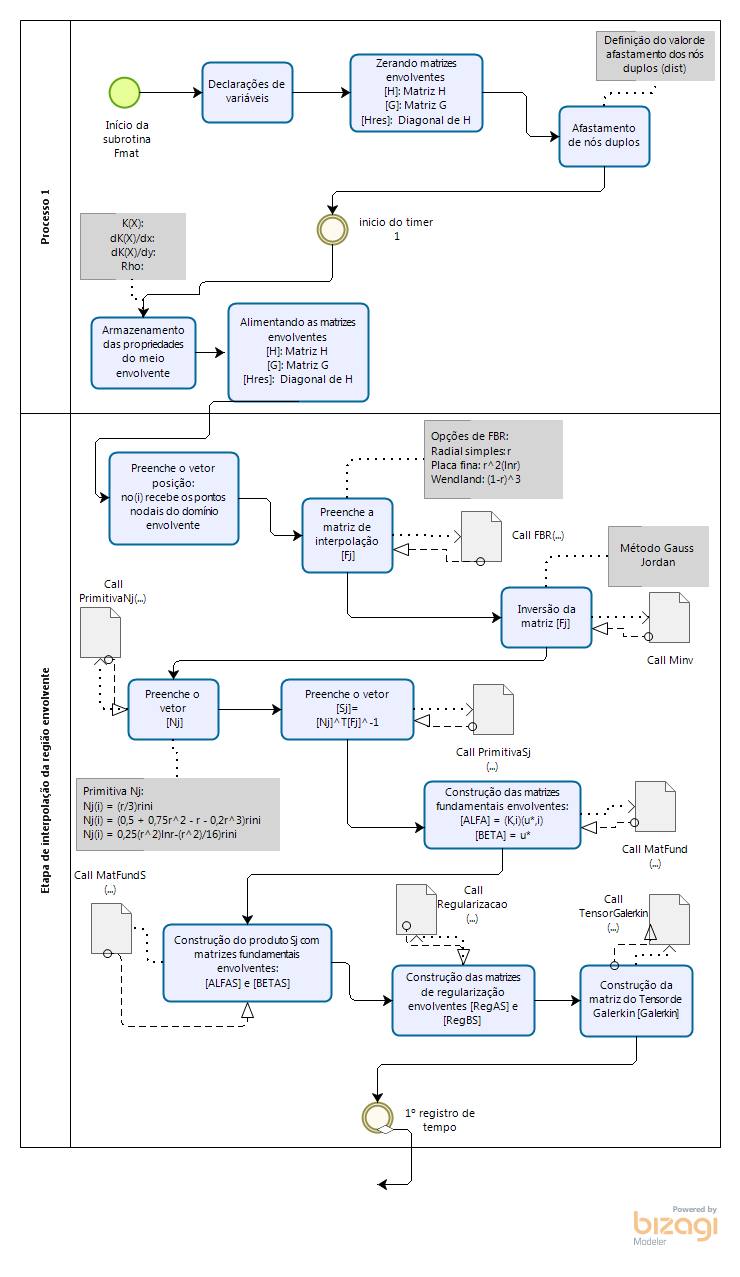 Processo 1
Início da
subrotina
Fmat
Declarações de
variáveis
Zerando matrizes
envolventes
[H]: Matriz H
[G]: Matriz G
[Hres]: Diagonal de H
Definição do valor de
afastamento dos nós
duplos (dist)
Afastamento
de nós duplos
inicio do timer
1
K(X):
dK(X)/dx:
dK(X)/dy:
Rho:
Armazenamento
das propriedades
do meio
envolvente
Alimentando as matrizes
envolventes
[H]: Matriz H
[G]: Matriz G
[Hres]: Diagonal de H
Etapa de interpolação da região envolvente
Preenche o vetor
posição:
no(i) recebe os pontos
nodais do domínio
envolvente
Opções de FBR:
Radial simples: r
Placa fina: r^2(lnr)
Wendland: (1-r)^3
Preenche a
matriz de
interpolação
[Fj]
Call FBR(...)
Método Gauss
Jordan
Inversão da
matriz [Fj]
Call Minv
Call
PrimitivaNj(...)
Preenche o
vetor
[Nj]
Preenche o vetor
[Sj]=
[Nj]^T[Fj]^-1
Call PrimitivaSj
(...)
Primitiva Nj:
Nj(i) = (r/3)rini
Nj(i) = (0,5 + 0,75r^2 - r - 0,2r^3)rini
Nj(i) = 0,25(r^2)lnr-(r^2)/16)rini
Construção das matrizes
fundamentais envolventes:
[ALFA] = (K,i)(u*,i)
[BETA] = u*
Call MatFund
(...)
Call MatFundS
(...)
Construção do produto Sj com
matrizes fundamentais
envolventes:
[ALFAS] e [BETAS]
Call
Regularizacao
(...)
Construção das matrizes
de regularização
envolventes [RegAS] e
[RegBS]
Call
TensorGalerkin
(...)
Construção da
matriz do Tensor de
Galerkin [Galerkin]
1º registro de
tempo
Powered by
bizagi
Modeler